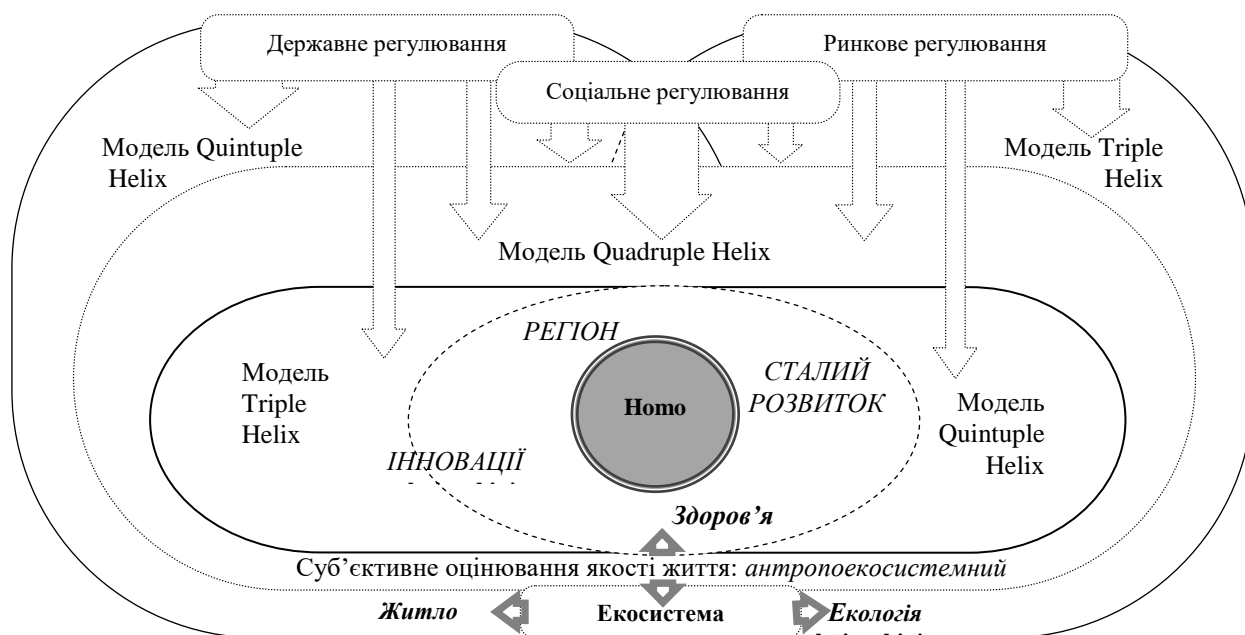 Державне регулювання
Ринкове регулювання
Соціальне регулювання
Модель Quintuple
Helix
Модель Triple
Helix
Модель Quadruple Helix
РЕГІОН
СТАЛИЙ
РОЗВИТОК
Homo
Модель
Triple
Helix
Модель
Quintuple
Helix
ІННОВАЦІЇ
Здоров’я
Суб’єктивне оцінювання якості життя: антропоекосистемний
Житло
Екосистема
Екологія